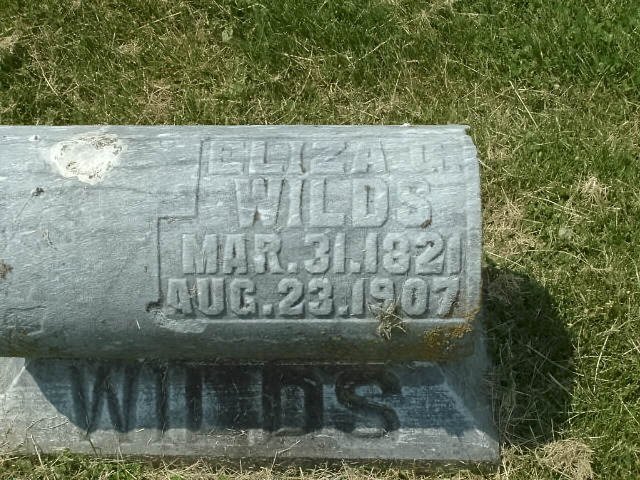 ELIZA
WILDS
MAR. 31. 1821
AUG. 23. 1907
WILDS